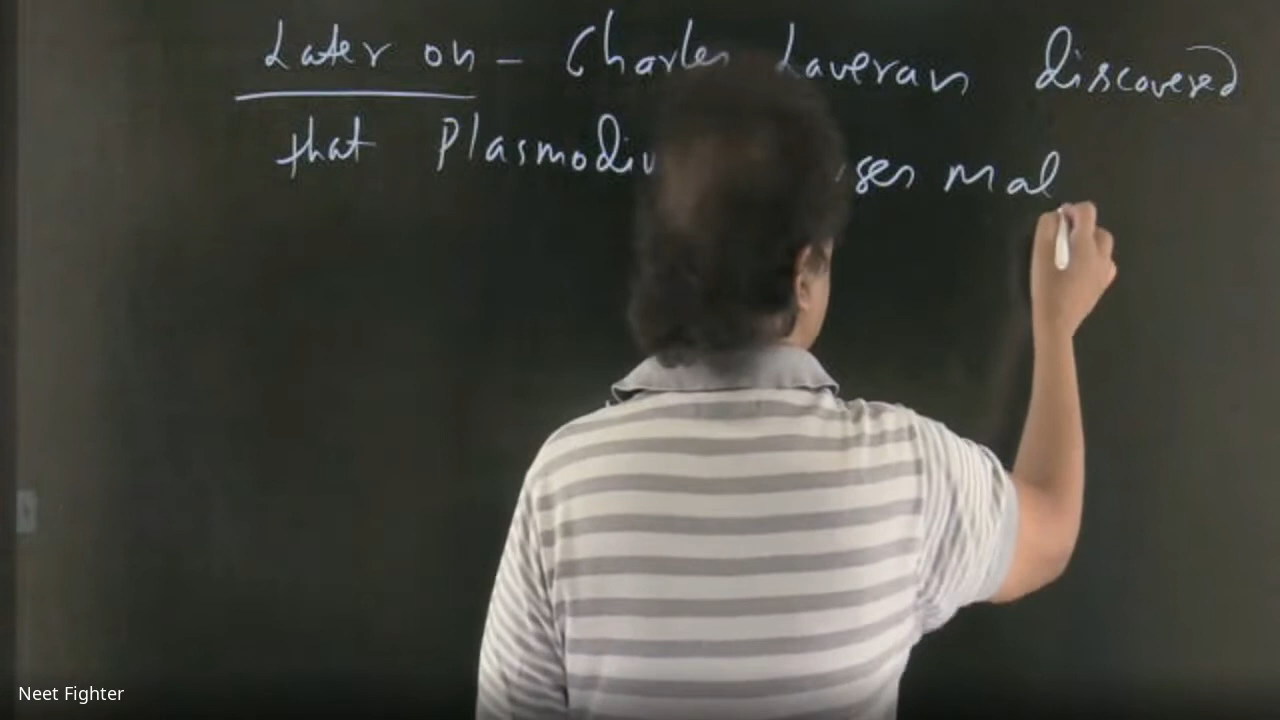 Later on - Charles Laveran discovered
that Plasmodiu ses mal
Neet Fighter